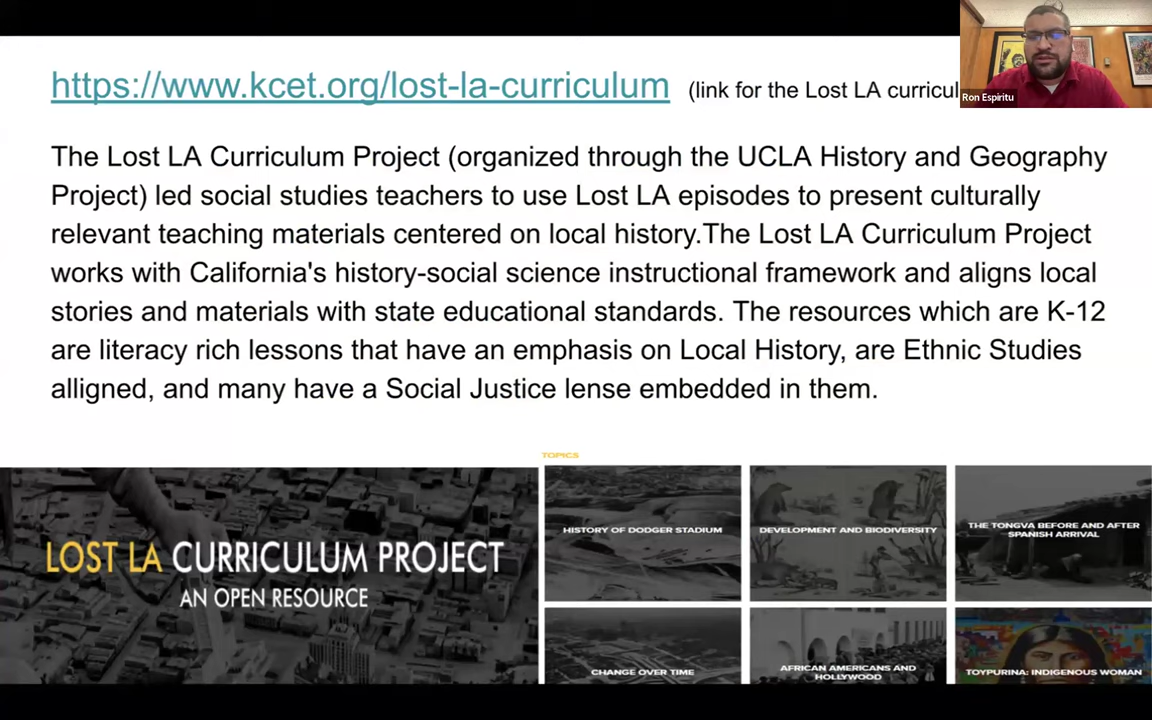 https://www.kcet.org/lost-la-curriculum (link for the Lost LA curricul
Ron Espiritu
The Lost LA Curriculum Project (organized through the UCLA History and Geography
Project) led social studies teachers to use Lost LA episodes to present culturally
relevant teaching materials centered on local history.The Lost LA Curriculum Project
works with California's history-social science instructional framework and aligns local
stories and materials with state educational standards. The resources which are K-12
are literacy rich lessons that have an emphasis on Local History, are Ethnic Studies
alligned, and many have a Social Justice lense embedded in them.
TOPICS
LOST LA CURRICULUM PROJECT
AN OPEN RESOURCE
HISTORY OF DODGER STADIUM
DEVELOPMENT AND BIODIVERSITY
THE TONGVA BEFORE AND AFTER
SPANISH ARRIVAL
CHANGE OVER TIME
AFRICAN AMERICANS AND
HOLLYWOOD
TOYPURINA: INDIGENOUS WOMAN